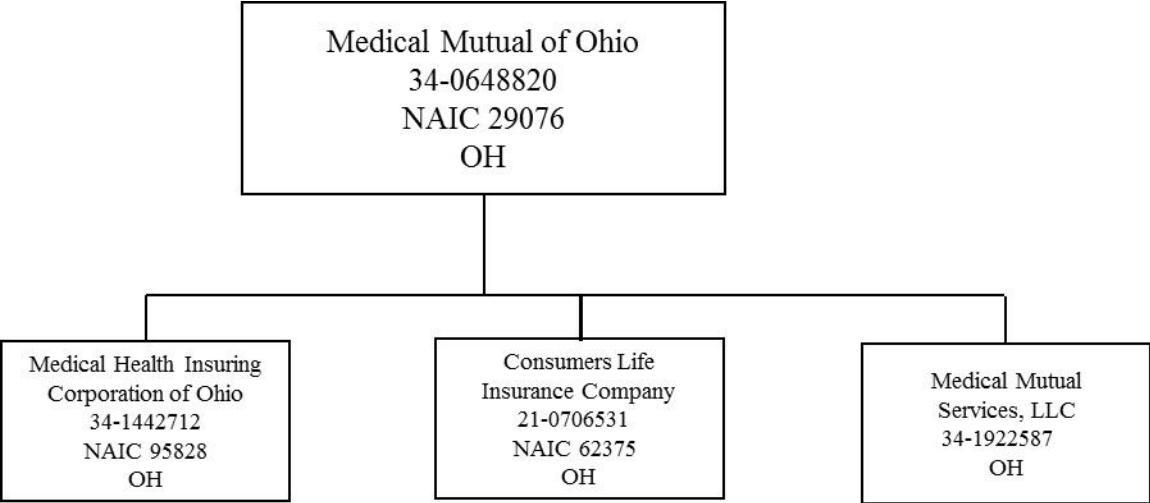 Medical Mutual of Ohio
34-0648820
NAIC 29076
OH
Medical Health Insuring
Corporation of Ohio
34-1442712
NAIC 95828
OH
Consumers Life
Insurance Company
21-0706531
NAIC 62375
OH
Medical Mutual
Services, LLC
34-1922587
OH